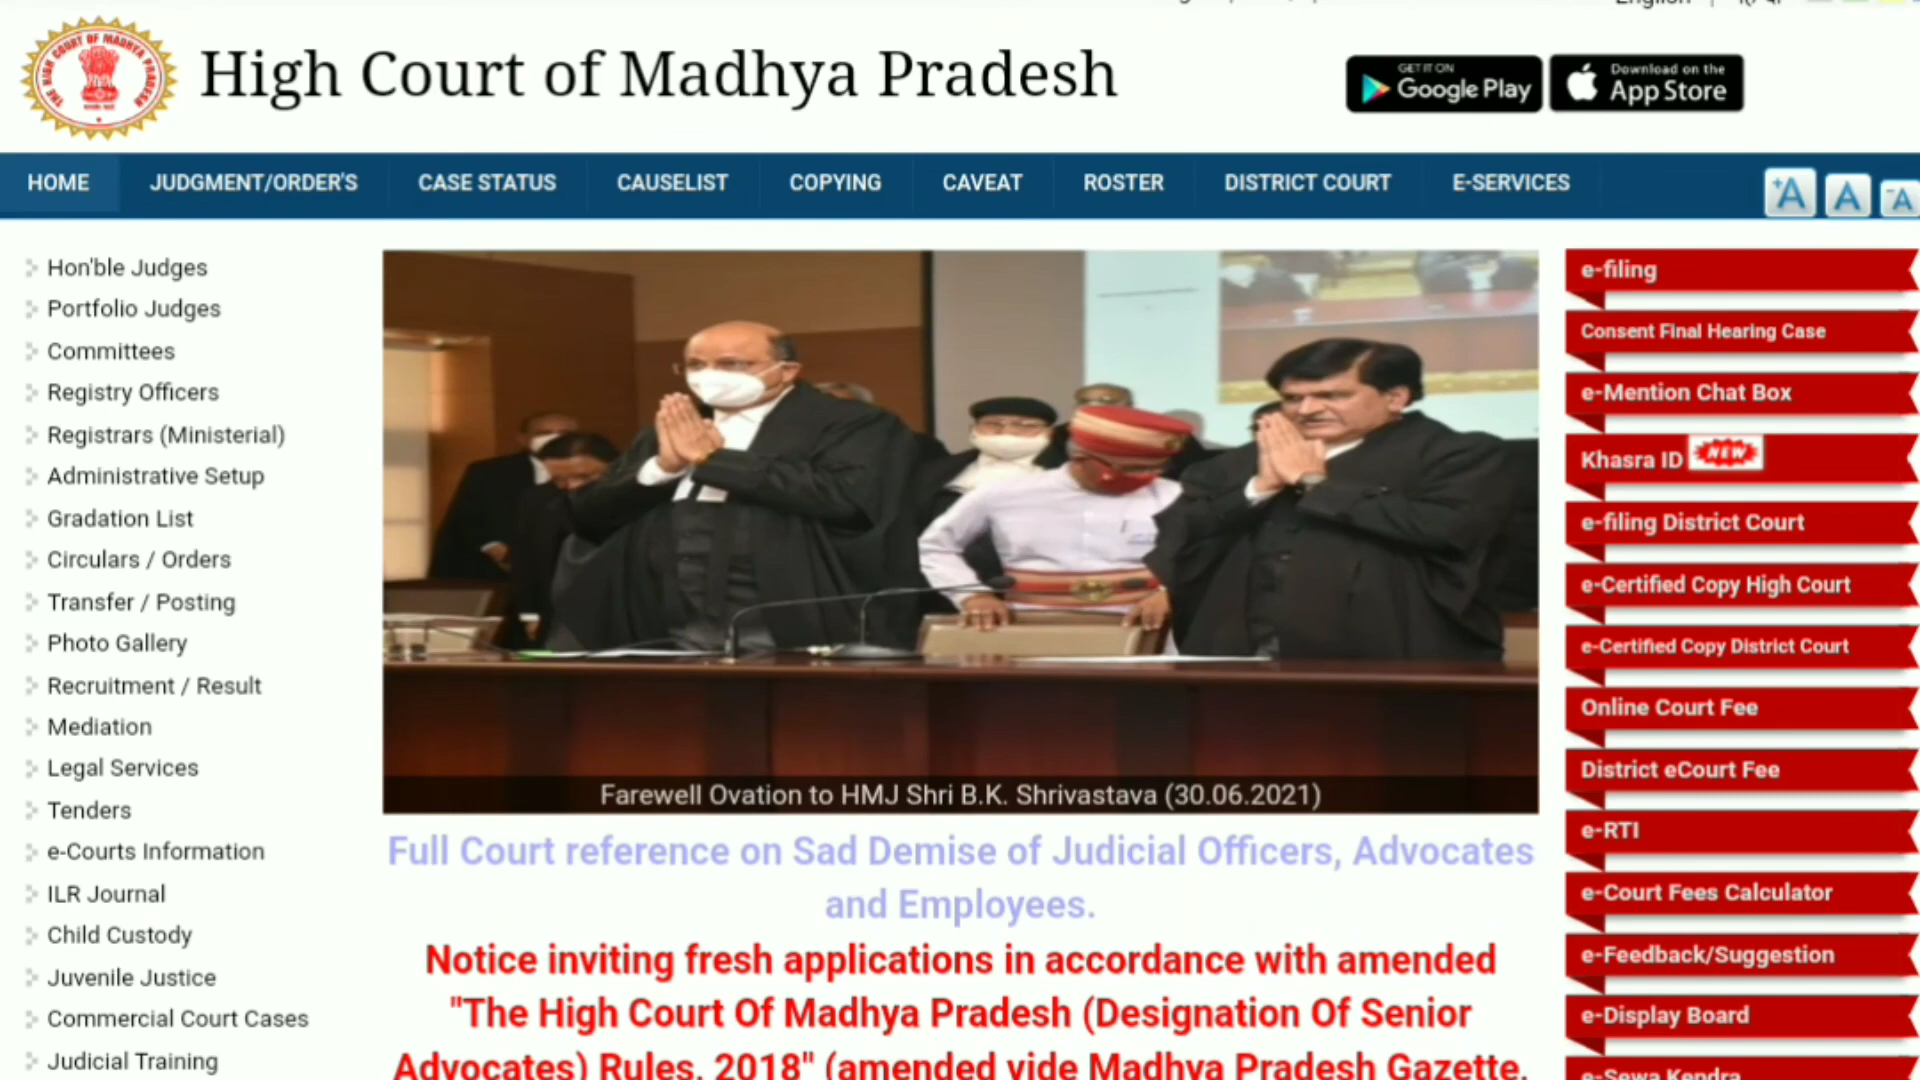 THE HIGH COURT OF MADHYA PRADESH
High Court of Madhya Pradesh
GET IT ON
Google Play
Download on the
App Store
HOME
JUDGMENT/ORDER'S
CASE STATUS
CAUSELIST
COPYING
CAVEAT
ROSTER
DISTRICT COURT
E-SERVICES
+A
A
-A
Hon'ble Judges
Portfolio Judges
Committees
Registry Officers
Registrars (Ministerial)
Administrative Setup
Gradation List
Circulars / Orders
Transfer / Posting
Photo Gallery
Recruitment / Result
Mediation
Legal Services
Tenders
e-Courts Information
ILR Journal
Child Custody
Juvenile Justice
Commercial Court Cases
Judicial Training
Farewell Ovation to HMJ Shri B.K. Shrivastava (30.06.2021)
Full Court reference on Sad Demise of Judicial Officers, Advocates
and Employees.
Notice inviting fresh applications in accordance with amended
"The High Court Of Madhya Pradesh (Designation Of Senior
Advocates) Rules, 2018" (amended vide Madhya Pradesh Gazette,
e-filing
Consent Final Hearing Case
e-Mention Chat Box
Khasra ID NEW
e-filing District Court
e-Certified Copy High Court
e-Certified Copy District Court
Online Court Fee
District eCourt Fee
e-RTI
e-Court Fees Calculator
e-Feedback/Suggestion
e-Display Board
e-Sewa Kendra